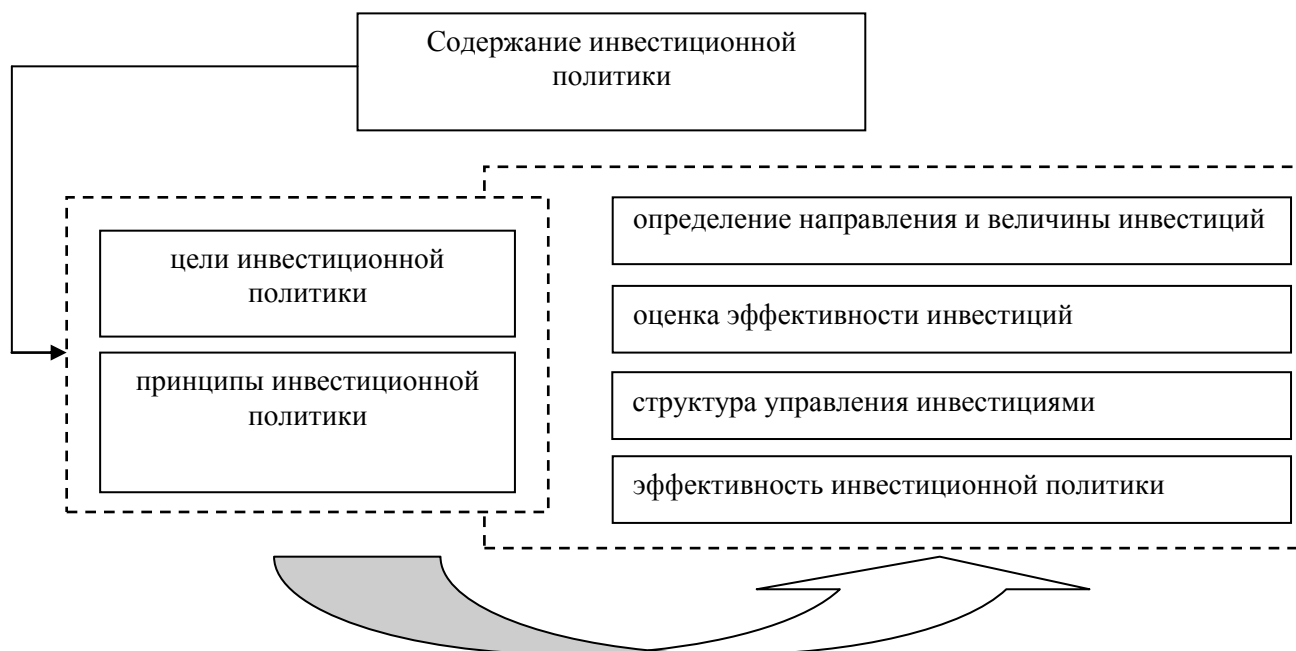 Содержание инвестиционной
политики
цели инвестиционной
политики
принципы инвестиционной
политики
определение направления и величины инвестиций
оценка эффективности инвестиций
структура управления инвестициями
эффективность инвестиционной политики